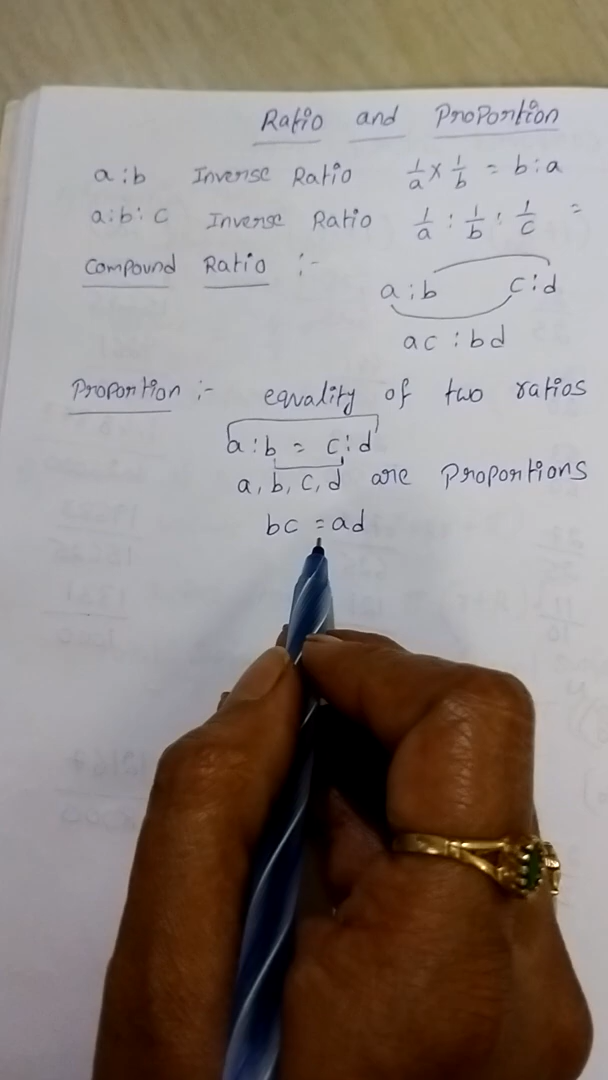 Ratio and Proportion
a:b Inverse Ratio 1/a × 1/b = b:a
a:b:c Inverse Ratio 1/a : 1/b : 1/c =
Compound Ratio :-
a:b c:d
ac : bd
Proportion :- equality of two ratios
a:b = c:d
a, b, c, d are Proportions
bc = ad